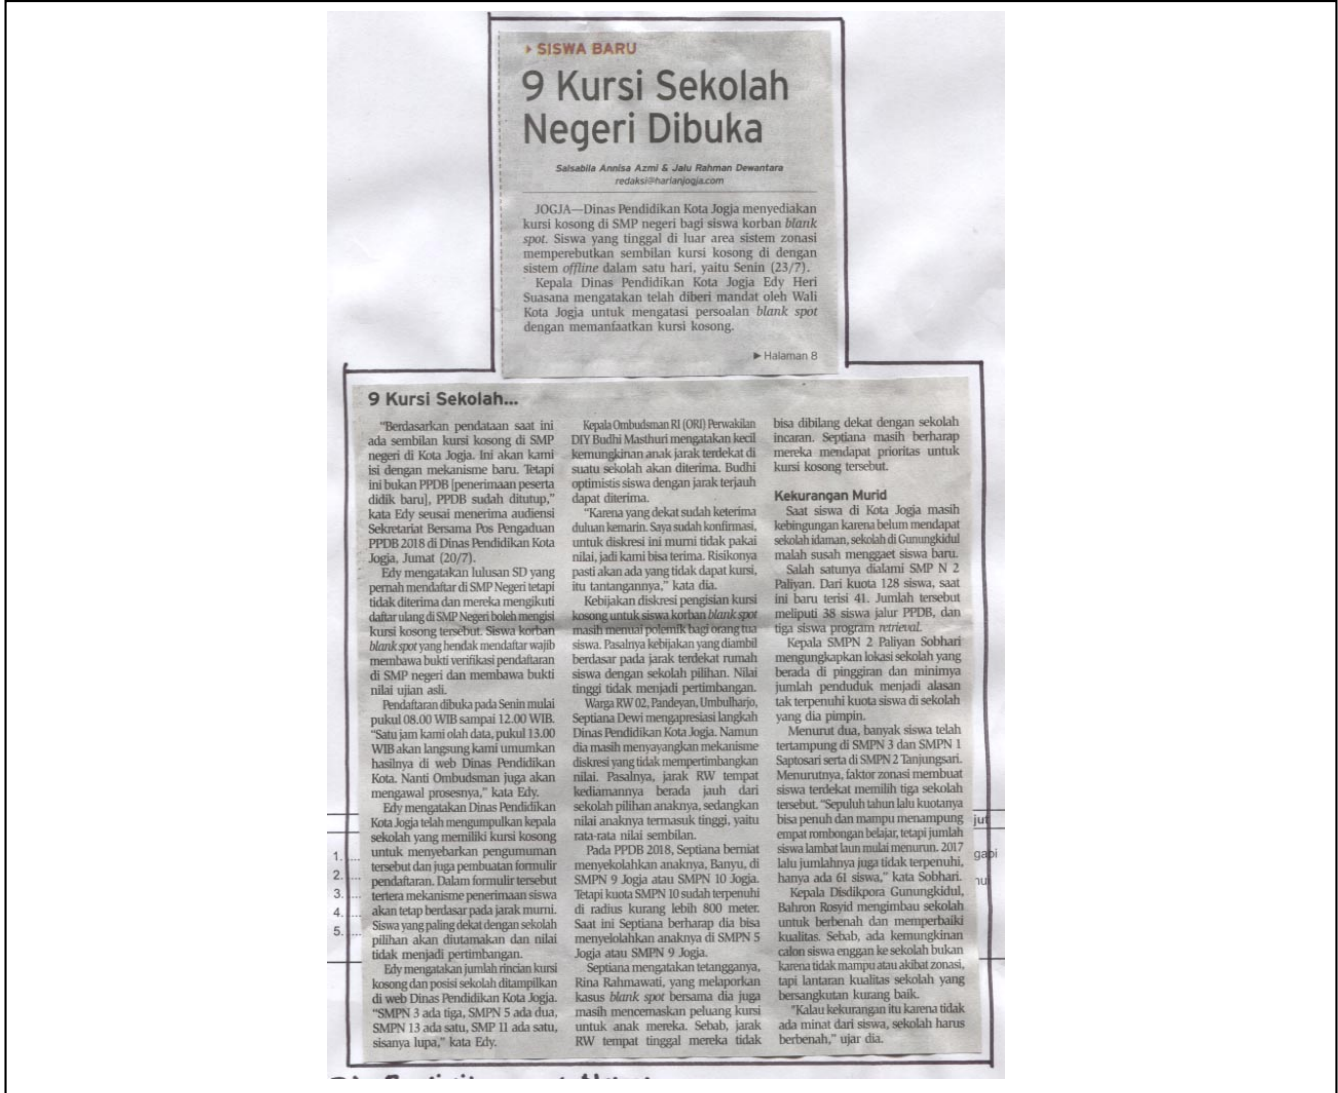 SISWA BARU
9 Kursi Sekolah
Negeri Dibuka
Salsabila Annisa Azmi & Jalu Rahman Dewantara
redaksi@harianjogja.com
JOGJA—Dinas Pendidikan Kota Jogja menyediakan
kursi kosong di SMP negeri bagi siswa korban blank
spot. Siswa yang tinggal di luar area sistem zonasi
memperebutkan sembilan kursi kosong di dengan
sistem offline dalam satu hari, yaitu Senin (23/7).
Kepala Dinas Pendidikan Kota Jogja Edy Heri
Suasana mengatakan telah diberi mandat oleh Wali
Kota Jogja untuk mengatasi persoalan blank spot
dengan memanfaatkan kursi kosong.
▶ Halaman 8
9 Kursi Sekolah...
"Berdasarkan pendataan saat ini
ada sembilan kursi kosong di SMP
negeri di Kota Jogja. Ini akan kami
isi dengan mekanisme baru. Tetapi
ini bukan PPDB [penerimaan peserta
didik baru], PPDB sudah ditutup,"
kata Edy seusai menerima audiensi
Sekretariat Bersama Pos Pengaduan
PPDB 2018 di Dinas Pendidikan Kota
Jogja, Jumat (20/7).
Edy mengatakan lulusan SD yang
pernah mendaftar di SMP Negeri tetapi
tidak diterima dan mereka mengikuti
daftar ulang di SMP Negeri boleh mengisi
kursi kosong tersebut. Siswa korban
blank spot yang hendak mendaftar wajib
membawa bukti verifikasi pendaftaran
di SMP negeri dan membawa bukti
nilai ujian asli.
Pendaftaran dibuka pada Senin mulai
pukul 08.00 WIB sampai 12.00 WIB.
"Satu jam kami olah data, pukul 13.00
WIB akan langsung kami umumkan
hasilnya di web Dinas Pendidikan
Kota. Nanti Ombudsman juga akan
mengawal prosesnya," kata Edy.
Edy mengatakan Dinas Pendidikan
Kota Jogja telah mengumpulkan kepala
sekolah yang memiliki kursi kosong
untuk menyebarkan pengumuman
tersebut dan juga pembuatan formulir
pendaftaran. Dalam formulir tersebut
tertera mekanisme penerimaan siswa
akan tetap berdasar pada jarak murni.
Siswa yang paling dekat dengan sekolah
pilihan akan diutamakan dan nilai
tidak menjadi pertimbangan.
Edy mengatakan jumlah rincian kursi
kosong dan posisi sekolah ditampilkan
di web Dinas Pendidikan Kota Jogja.
"SMPN 3 ada tiga, SMPN 5 ada dua,
SMPN 13 ada satu, SMP 11 ada satu,
sisanya lupa," kata Edy.
Kepala Ombudsman RI (ORI) Perwakilan
DIY Budhi Masthuri mengatakan kecil
kemungkinan anak jarak terdekat di
suatu sekolah akan diterima. Budhi
optimistis siswa dengan jarak terjauh
dapat diterima.
"Karena yang dekat sudah keterima
duluan kemarin. Saya sudah konfirmasi,
untuk diskresi ini murni tidak pakai
nilai, jadi kami bisa terima. Risikonya
pasti akan ada yang tidak dapat kursi,
itu tantangannya," kata dia.
Kebijakan diskresi pengisian kursi
kosong untuk siswa korban blank spot
masih menuai polemik bagi orang tua
siswa. Pasalnya kebijakan yang diambil
berdasar pada jarak terdekat rumah
siswa dengan sekolah pilihan. Nilai
tinggi tidak menjadi pertimbangan.
Warga RW 02, Pandeyan, Umbulharjo,
Septiana Dewi mengapresiasi langkah
Dinas Pendidikan Kota Jogja. Namun
dia masih menyayangkan mekanisme
diskresi yang tidak mempertimbangkan
nilai. Pasalnya, jarak RW tempat
kediamannya berada jauh dari
sekolah pilihan anaknya, sedangkan
nilai anaknya termasuk tinggi, yaitu
rata-rata nilai sembilan.
Pada PPDB 2018, Septiana berniat
menyekolahkan anaknya, Banyu, di
SMPN 9 Jogja atau SMPN 10 Jogja.
Tetapi kuota SMPN 10 sudah terpenuhi
di radius kurang lebih 800 meter.
Saat ini Septiana berharap dia bisa
menyelolahkan anaknya di SMPN 5
Jogja atau SMPN 9 Jogja.
Septiana mengatakan tetangganya,
Rina Rahmawati, yang melaporkan
kasus blank spot bersama dia juga
masih mencemaskan peluang kursi
untuk anak mereka. Sebab, jarak
RW tempat tinggal mereka tidak
bisa dibilang dekat dengan sekolah
incaran. Septiana masih berharap
mereka mendapat prioritas untuk
kursi kosong tersebut.
Kekurangan Murid
Saat siswa di Kota Jogja masih
kebingungan karena belum mendapat
sekolah idaman, sekolah di Gunungkidul
malah susah menggaet siswa baru.
Salah satunya dialami SMP N 2
Paliyan. Dari kuota 128 siswa, saat
ini baru terisi 41. Jumlah tersebut
meliputi 38 siswa jalur PPDB, dan
tiga siswa program retrieval.
Kepala SMPN 2 Paliyan Sobhari
mengungkapkan lokasi sekolah yang
berada di pinggiran dan minimya
jumlah penduduk menjadi alasan
tak terpenuhi kuota siswa di sekolah
yang dia pimpin.
Menurut dua, banyak siswa telah
tertampung di SMPN 3 dan SMPN 1
Saptosari serta di SMPN 2 Tanjungsari.
Menurutnya, faktor zonasi membuat
siswa terdekat memilih tiga sekolah
tersebut. "Sepuluh tahun lalu kuotanya
bisa penuh dan mampu menampung
empat rombongan belajar, tetapi jumlah
siswa lambat laun mulai menurun. 2017
lalu jumlahnya juga tidak terpenuhi,
hanya ada 61 siswa," kata Sobhari.
Kepala Disdikpora Gunungkidul,
Bahron Rosyid mengimbau sekolah
untuk berbenah dan memperbaiki
kualitas. Sebab, ada kemungkinan
calon siswa enggan ke sekolah bukan
karena tidak mampu atau akibat zonasi,
tapi lantaran kualitas sekolah yang
bersangkutan kurang baik.
"Kalau kekurangan itu karena tidak
ada minat dari siswa, sekolah harus
berbenah," ujar dia.
1. ....
2. ....
3. ....
4. ....
5. ....
jut